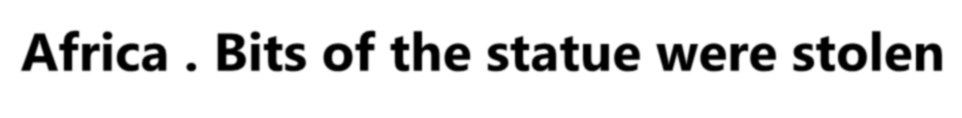 Africa . Bits of the statue were stolen